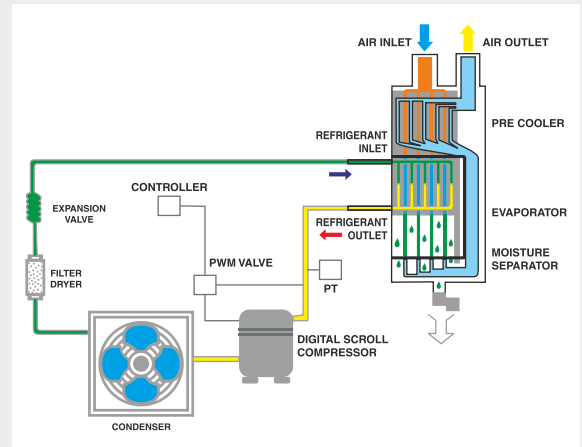 AIR INLET
AIR OUTLET
PRE COOLER
REFRIGERANT
INLET
CONTROLLER
EXPANSION
VALVE
EVAPORATOR
REFRIGERANT
OUTLET
MOISTURE
SEPARATOR
PWM VALVE
FILTER
DRYER
PT
DIGITAL SCROLL
COMPRESSOR
CONDENSER